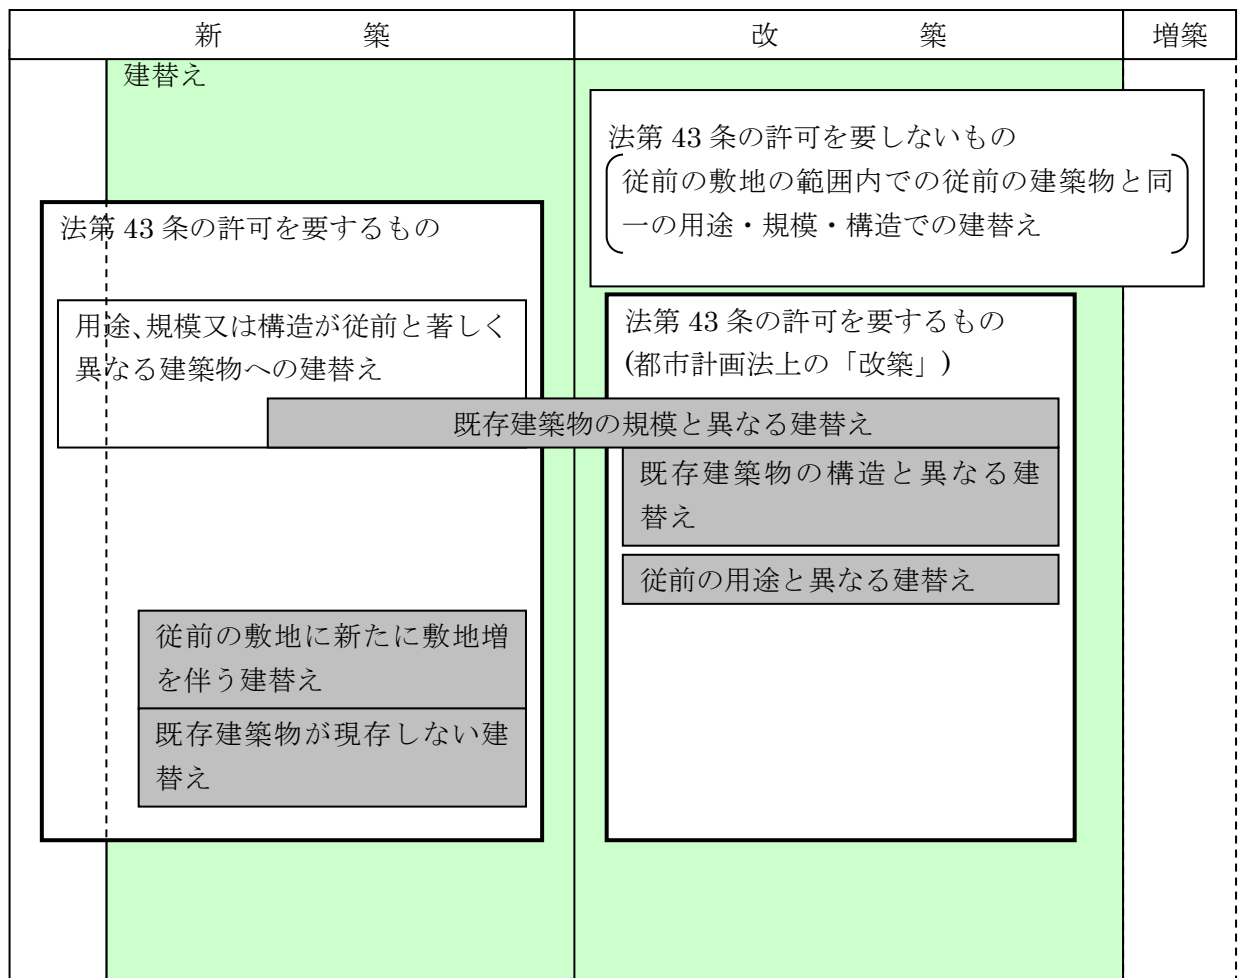 新築 改築 増築
建替え
法第 43 条の許可を要しないもの
従前の敷地の範囲内での従前の建築物と同
一の用途・規模・構造での建替え
法第 43 条の許可を要するもの
用途、規模又は構造が従前と著しく
異なる建築物への建替え
法第 43 条の許可を要するもの
(都市計画法上の「改築」)
既存建築物の規模と異なる建替え
既存建築物の構造と異なる建
替え
従前の用途と異なる建替え
従前の敷地に新たに敷地増
を伴う建替え
既存建築物が現存しない建
替え